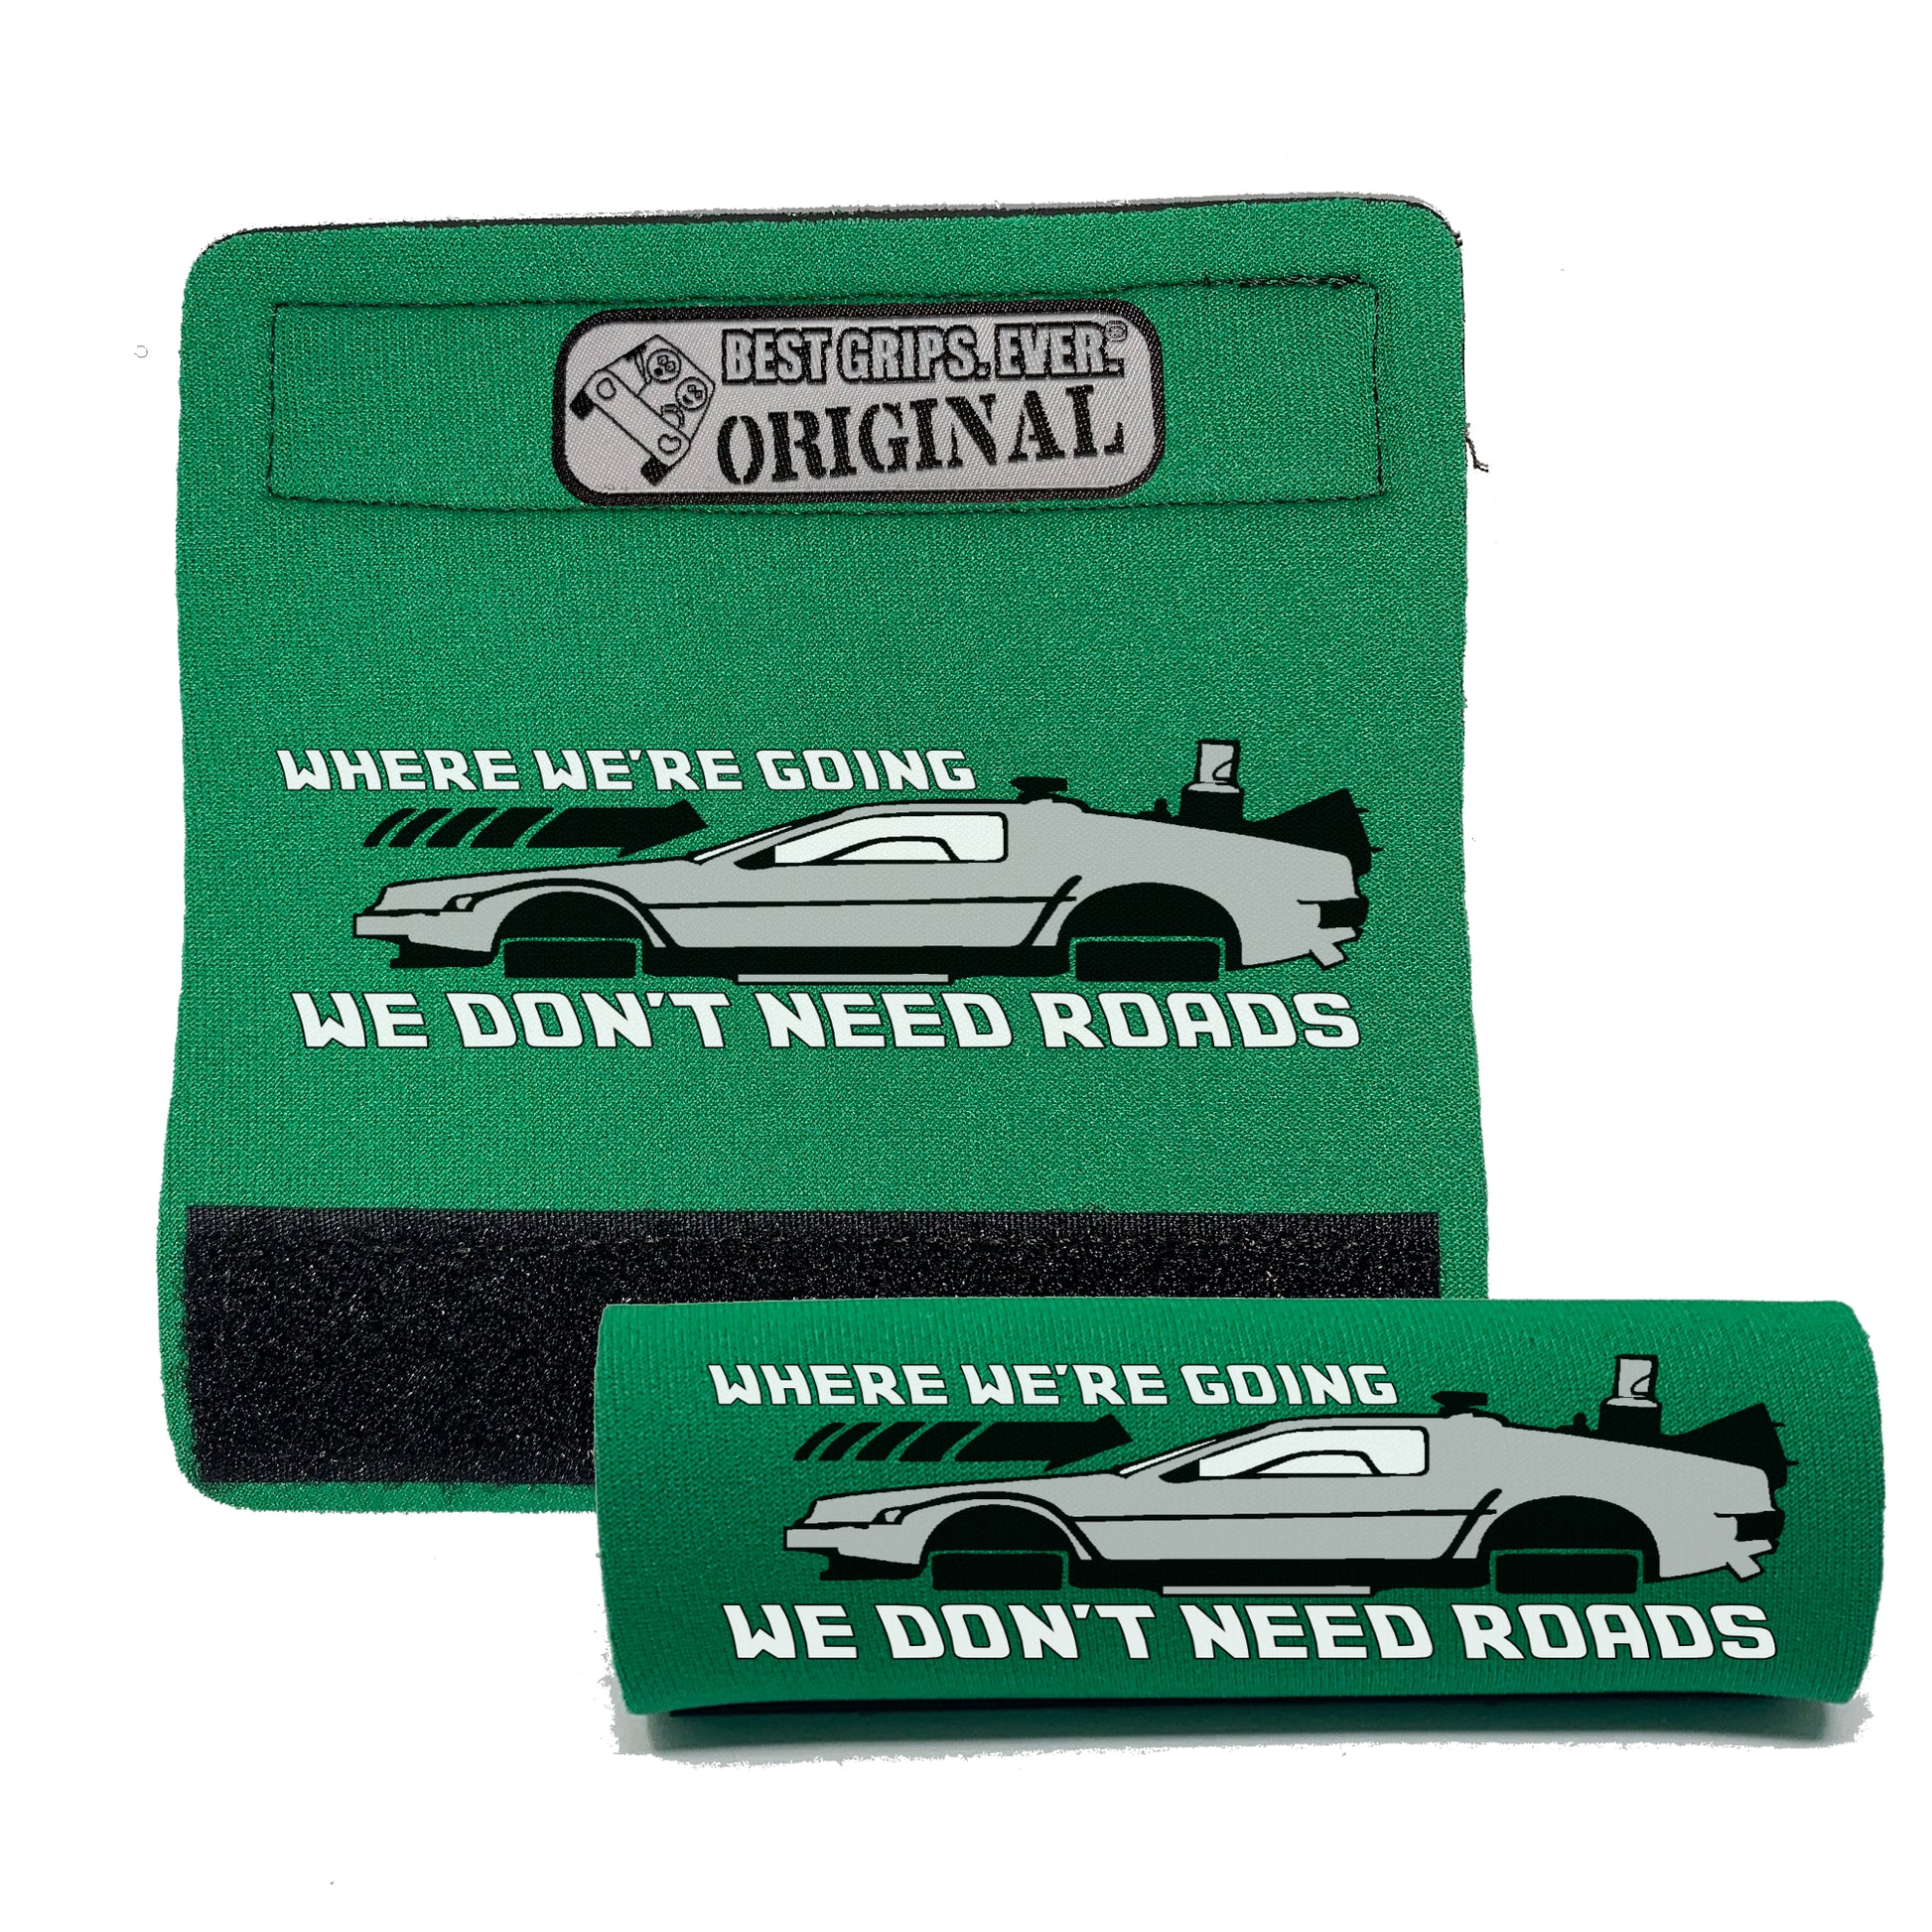 BEST GRIPS. EVER.®
ORIGINAL
WHERE WE'RE GOING
WE DON'T NEED ROADS
WHERE WE'RE GOING
WE DON'T NEED ROADS